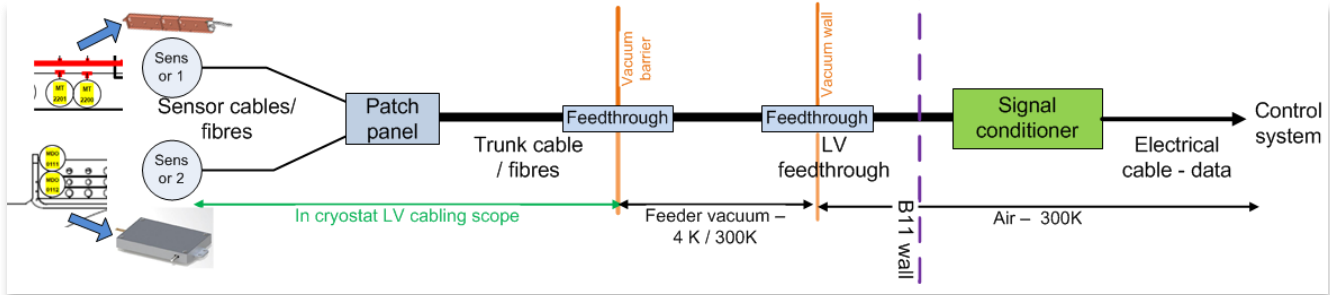 Sens
or 1
MT
2201
MT
2200
Sensor cables/
fibres
Patch
panel
Vacuum
barrier
Vacuum wall
Feedthrough
Feedthrough
Signal
conditioner
Control
system
Trunk cable
/ fibres
LV
feedthrough
Electrical
cable - data
Sens
or 2
MDO
0111
MDO
0112
In cryostat LV cabling scope
Feeder vacuum –
4 K / 300K
B11 wall
Air – 300K